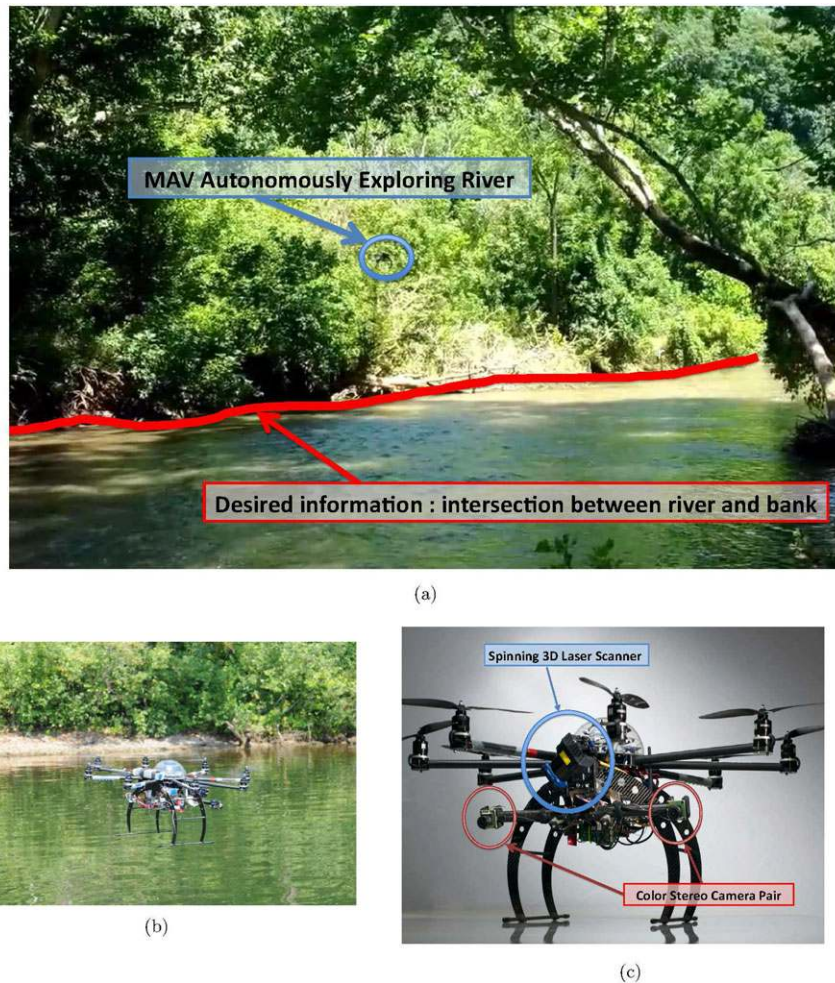 MAV Autonomously Exploring River
Desired information : intersection between river and bank
(a)
Spinning 3D Laser Scanner
Color Stereo Camera Pair
(b)
(c)